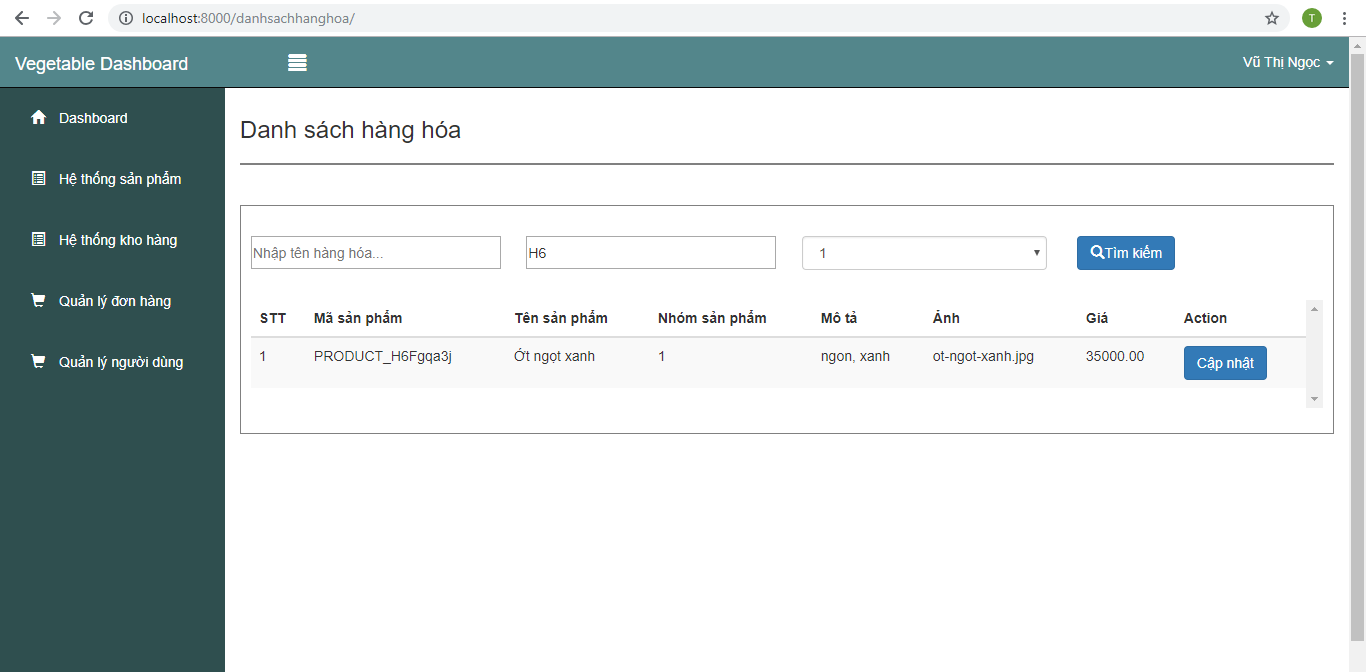 localhost:8000/danhsachhanghoa/
T
Vegetable Dashboard
Vũ Thị Ngọc
Dashboard
Hệ thống sản phẩm
Hệ thống kho hàng
Quản lý đơn hàng
Quản lý người dùng
Danh sách hàng hóa
Nhập tên hàng hóa... H6 1 Tìm kiếm
STT Mã sản phẩm Tên sản phẩm Nhóm sản phẩm Mô tả Ảnh Giá Action
1 PRODUCT_H6Fgqa3j Ớt ngọt xanh 1 ngon, xanh ot-ngot-xanh.jpg 35000.00 Cập nhật